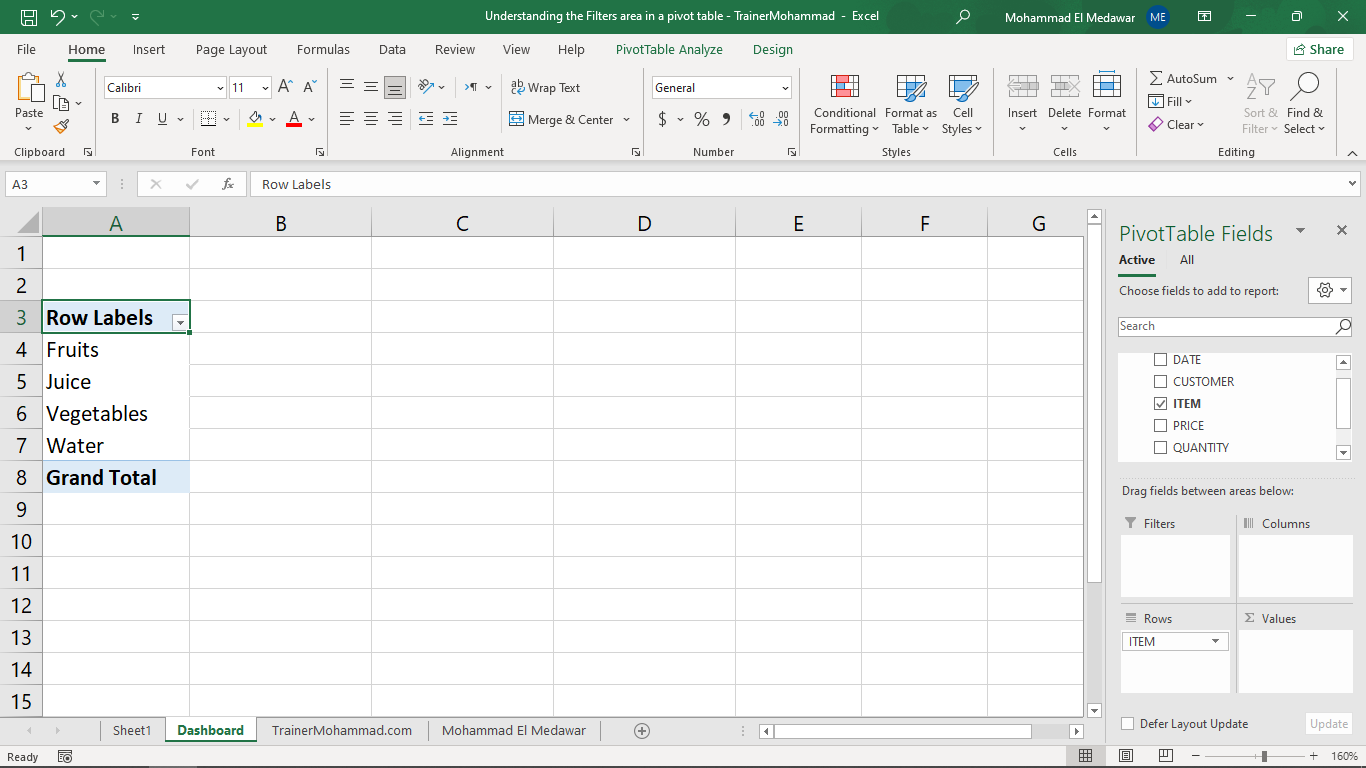 Understanding the Filters area in a pivot table - TrainerMohammad - Excel
Mohammad El Medawar ME
File Home Insert Page Layout Formulas Data Review View Help PivotTable Analyze Design Share
Paste
Calibri 11
B I U A
Wrap Text
Merge & Center
General
$ % 9
Conditional Formatting
Format as Table
Cell Styles
Insert Delete Format
AutoSum
Fill
Clear
Sort & Filter
Find & Select
Clipboard Font Alignment Number Styles Cells Editing
A3 fx Row Labels
A B C D E F G
1
2
3 Row Labels
4 Fruits
5 Juice
6 Vegetables
7 Water
8 Grand Total
9
10
11
12
13
14
15
PivotTable Fields
Active All
Choose fields to add to report:
Search
DATE
CUSTOMER
ITEM
PRICE
QUANTITY
Drag fields between areas below:
Filters Columns
Rows Σ Values
ITEM
Defer Layout Update Update
Sheet1 Dashboard TrainerMohammad.com Mohammad El Medawar
Ready 160%